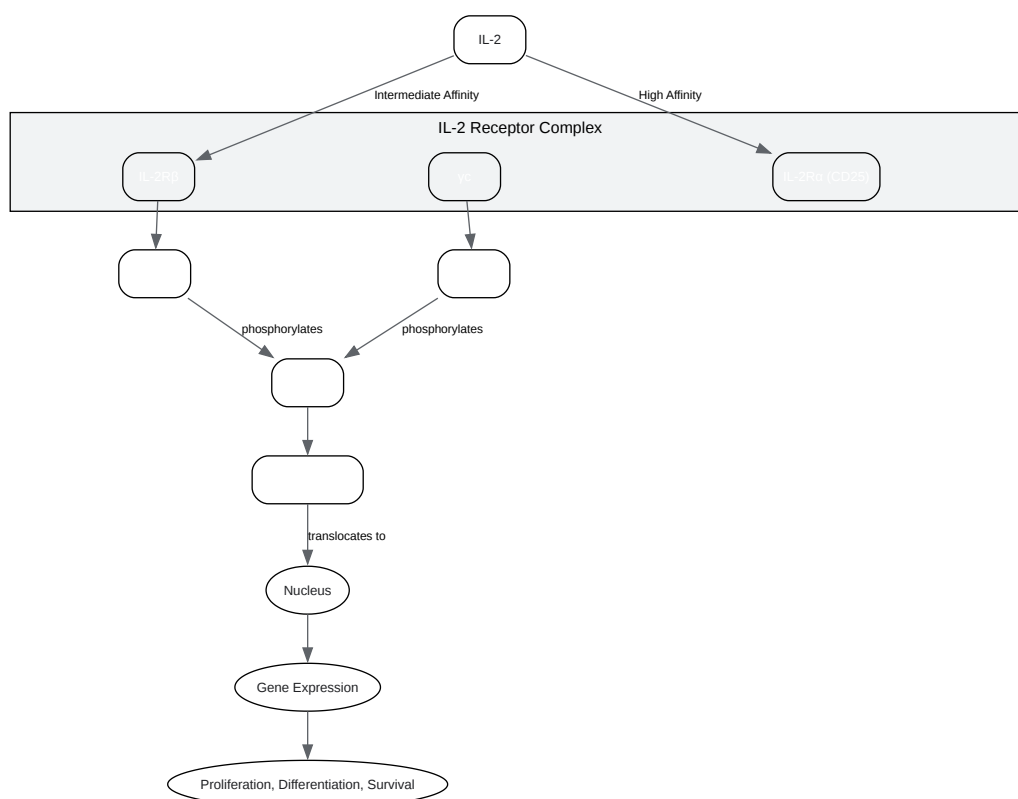 IL-2
Intermediate Affinity
High Affinity
IL-2 Receptor Complex
IL-2Rβ
γc
IL-2Rα (CD25)
phosphorylates
phosphorylates
translocates to
Nucleus
Gene Expression
Proliferation, Differentiation, Survival